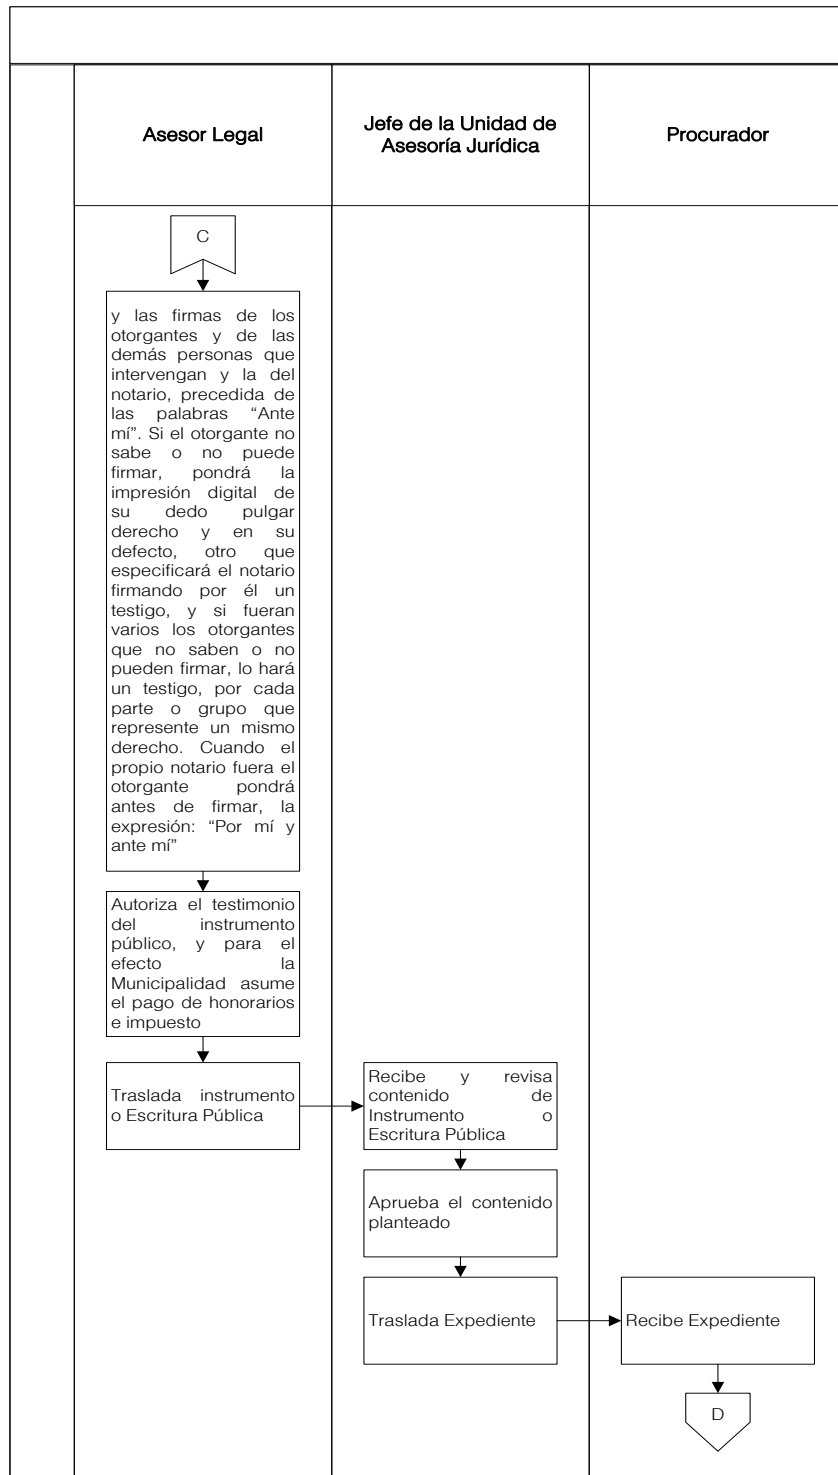 Asesor Legal
Jefe de la Unidad de
Asesoría Jurídica
Procurador
C
y las firmas de los
otorgantes y de las
demás personas que
intervengan y la del
notario, precedida de
las palabras “Ante
mí”. Si el otorgante no
sabe o no puede
firmar, pondrá la
impresión digital de
su dedo pulgar
derecho y en su
defecto, otro que
especificará el notario
firmando por él un
testigo, y si fueran
varios los otorgantes
que no saben o no
pueden firmar, lo hará
un testigo, por cada
parte o grupo que
represente un mismo
derecho. Cuando el
propio notario fuera el
otorgante pondrá
antes de firmar, la
expresión: “Por mí y
ante mí”
Autoriza el testimonio
del instrumento
público, y para el
efecto la
Municipalidad asume
el pago de honorarios
e impuesto
Traslada instrumento
o Escritura Pública
Recibe y revisa
contenido de
Instrumento o
Escritura Pública
Aprueba el contenido
planteado
Traslada Expediente
Recibe Expediente
D